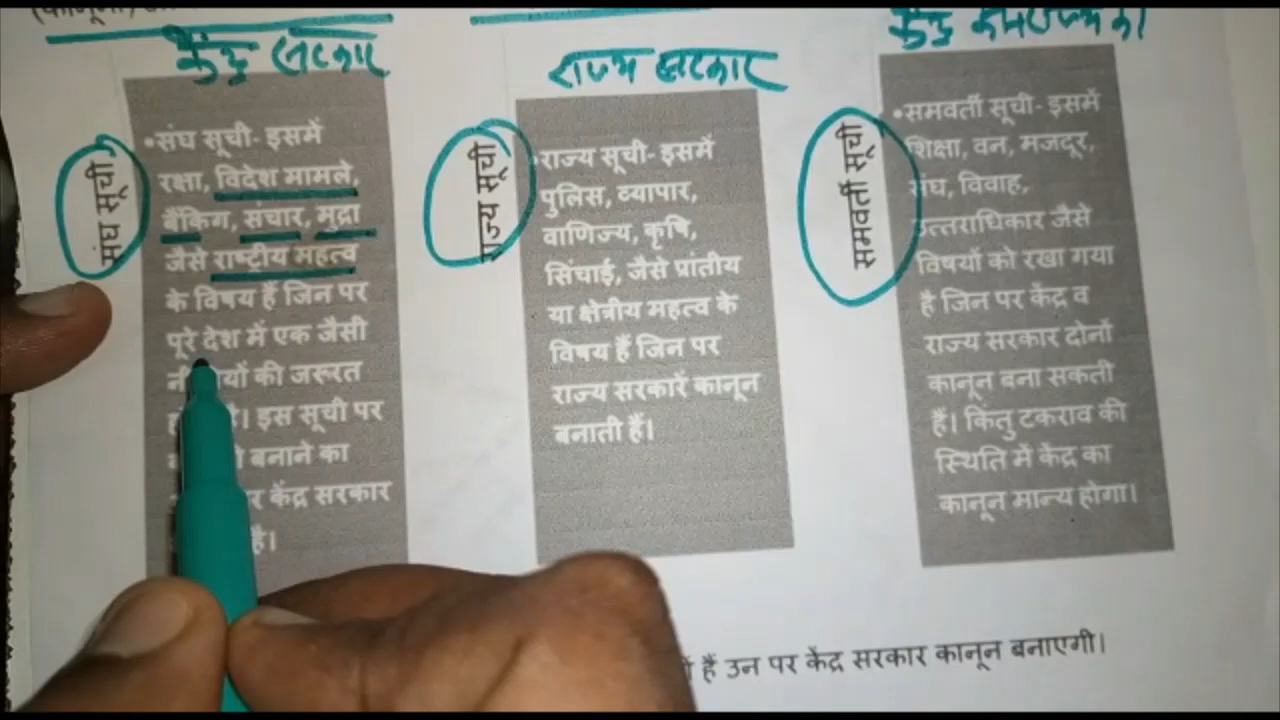 केंद्र सरकार
संघ सूची
•संघ सूची- इसमें
रक्षा, विदेश मामले,
बैंकिग, संचार, मुद्रा
जैसे राष्ट्रीय महत्व
के विषय हैं जिन पर
पूरे देश में एक जैसी
की जरूरत
इस सूची पर
बनाने का
केंद्र सरकार
है।
राज्य सरकार
राज्य सूची
राज्य सूची- इसमें
पुलिस, व्यापार,
वाणिज्य, कृषि,
सिंचाई, जैसे प्रांतीय
या क्षेत्रीय महत्व के
विषय हैं जिन पर
राज्य सरकारें कानून
बनाती हैं।
केंद्र
समवर्ती सूची
•समवर्ती सूची- इसमें
शिक्षा, वन, मजदूर,
संघ, विवाह,
उत्तराधिकार जैसे
विषयों को रखा गया
है जिन पर केंद्र व
राज्य सरकार दोनों
कानून बना सकती
हैं। किंतु टकराव की
स्थिति में केंद्र का
कानून मान्य होगा।
हैं उन पर केंद्र सरकार कानून बनाएगी।